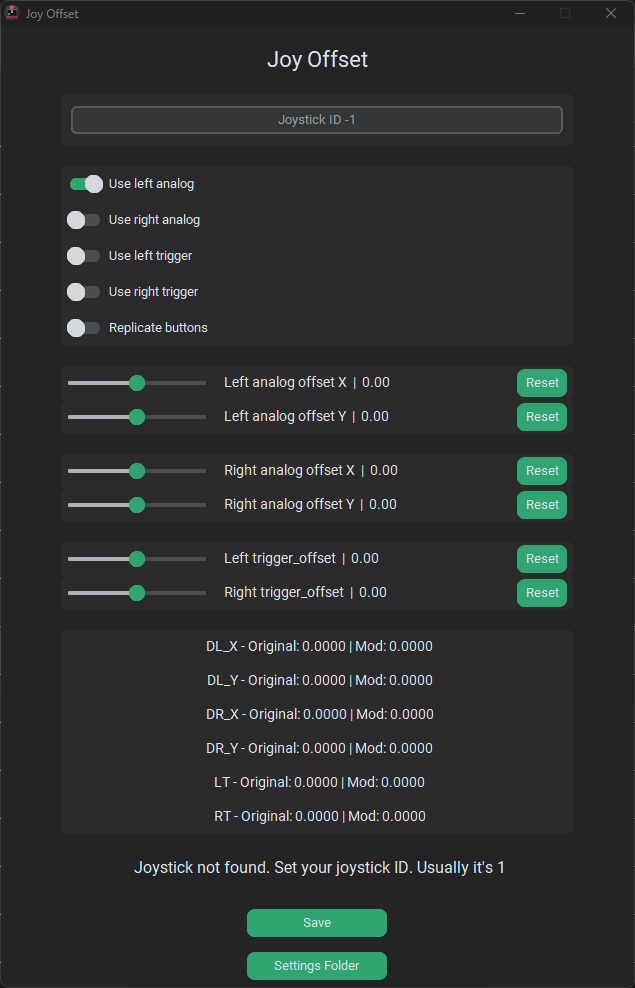 Joy Offset
Joy Offset
Joystick ID -1
Use left analog
Use right analog
Use left trigger
Use right trigger
Replicate buttons
Left analog offset X | 0.00 Reset
Left analog offset Y | 0.00 Reset
Right analog offset X | 0.00 Reset
Right analog offset Y | 0.00 Reset
Left trigger_offset | 0.00 Reset
Right trigger_offset | 0.00 Reset
DL_X - Original: 0.0000 | Mod: 0.0000
DL_Y - Original: 0.0000 | Mod: 0.0000
DR_X - Original: 0.0000 | Mod: 0.0000
DR_Y - Original: 0.0000 | Mod: 0.0000
LT - Original: 0.0000 | Mod: 0.0000
RT - Original: 0.0000 | Mod: 0.0000
Joystick not found. Set your joystick ID. Usually it's 1
Save
Settings Folder